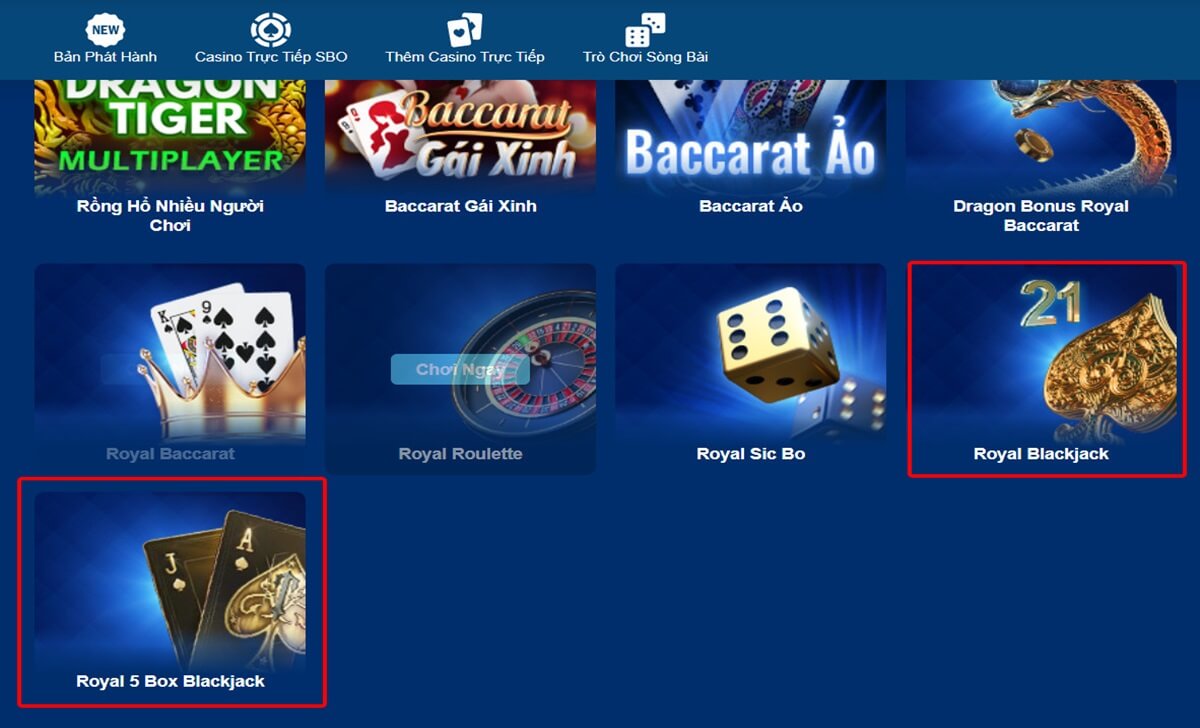 NEW
Bản Phát Hành
Casino Trực Tiếp SBO
Thêm Casino Trực Tiếp
Trò Chơi Sòng Bài
DRAGON
TIGER
MULTIPLAYER
Rồng Hổ Nhiều Người
Chơi
Baccarat
Gái Xinh
Baccarat Gái Xinh
Baccarat Ảo
Baccarat Ảo
Dragon Bonus Royal
Baccarat
K
9
Royal Baccarat
Chơi Ngay
Royal Roulette
Royal Sic Bo
21
Royal Blackjack
J
A
Royal 5 Box Blackjack